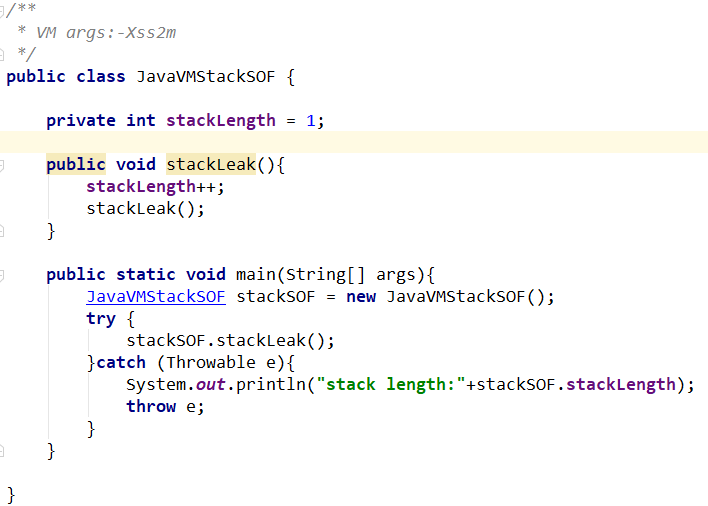 /**
 * VM args:-Xss2m
 */
public class JavaVMStackSOF {
private int stackLength = 1;
public void stackLeak(){
stackLength++;
stackLeak();
}
public static void main(String[] args){
JavaVMStackSOF stackSOF = new JavaVMStackSOF();
try {
stackSOF.stackLeak();
}catch (Throwable e){
System.out.println("stack length:"+stackSOF.stackLength);
throw e;
}
}
}